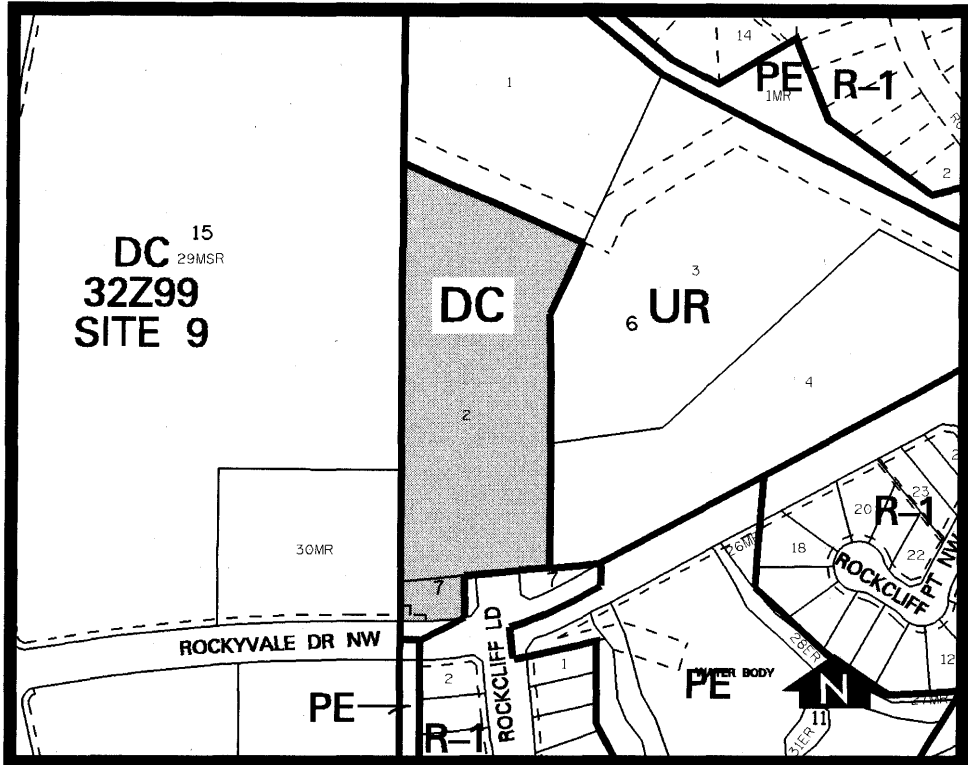 14
1
PE
1MR
R-1
2
15
DC
29MSR
32Z99
SITE 9
DC
3
6
UR
4
2
23
20
R-1
22
26MR
18
30MR
7
7
ROCKCLIFF
PT NW
ROCKYVALE DR NW
ROCKCLIFF LD
28ER
12
1
2
WATER BODY
PE
N
27MR
PE
11
R-1
31ER